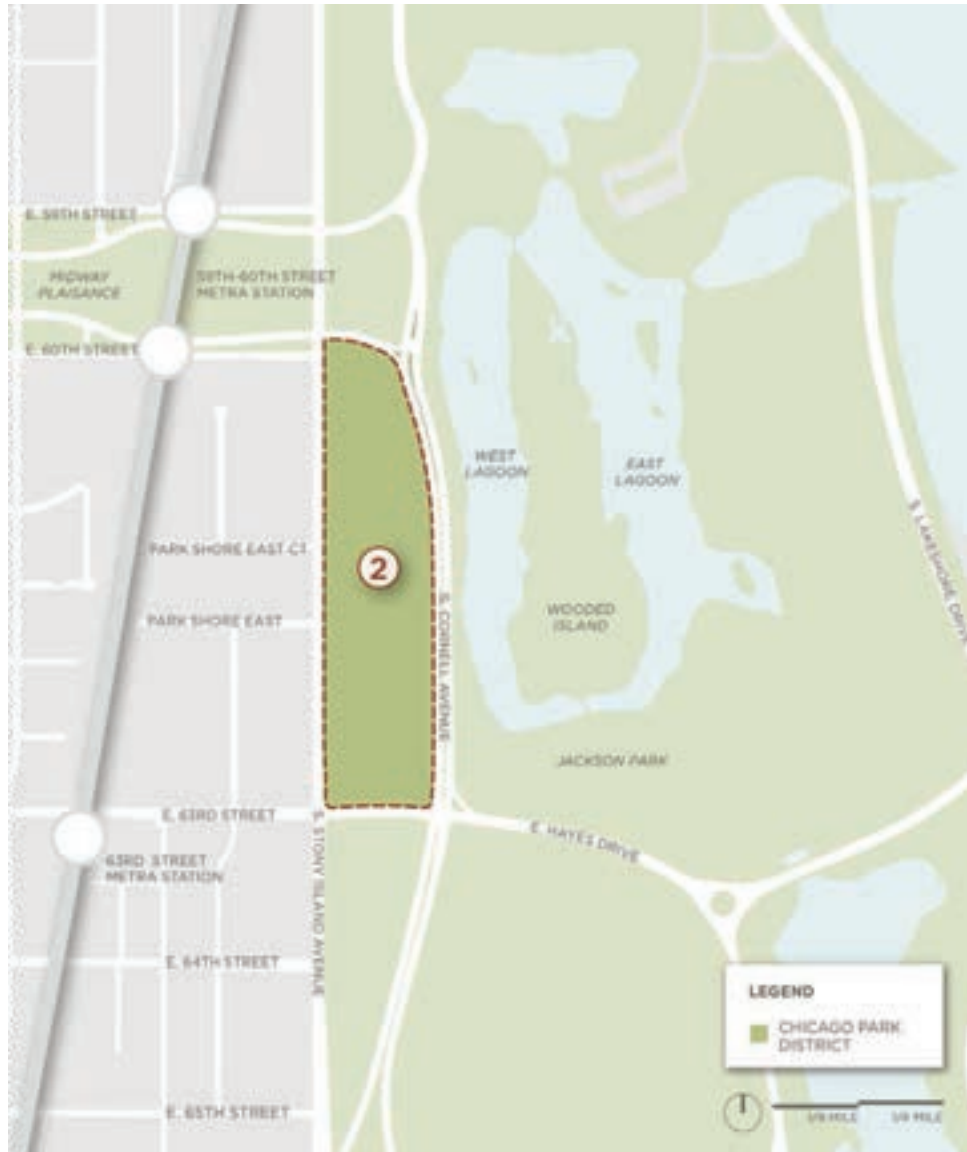 E. 59TH STREET
MIDWAY
PLAISANCE
59TH-60TH STREET
METRA STATION
E. 60TH STREET
WEST
LAGOON
EAST
LAGOON
S. LAKESHORE DRIVE
PARK SHORE EAST CT
2
PARK SHORE EAST
WOODED
ISLAND
S. CORNELL AVENUE
JACKSON PARK
E. 63RD STREET
E. HAYES DRIVE
63RD STREET
METRA STATION
S. STONY ISLAND AVENUE
E. 64TH STREET
LEGEND
CHICAGO PARK
DISTRICT
E. 65TH STREET
1/8 MILE
1/4 MILE